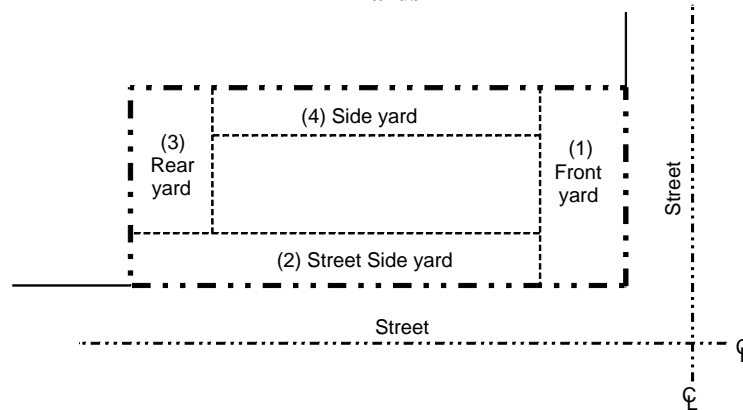 (4) Side yard
(3)
Rear
yard
(1)
Front
yard
Street
(2) Street Side yard
Street
℄
℄